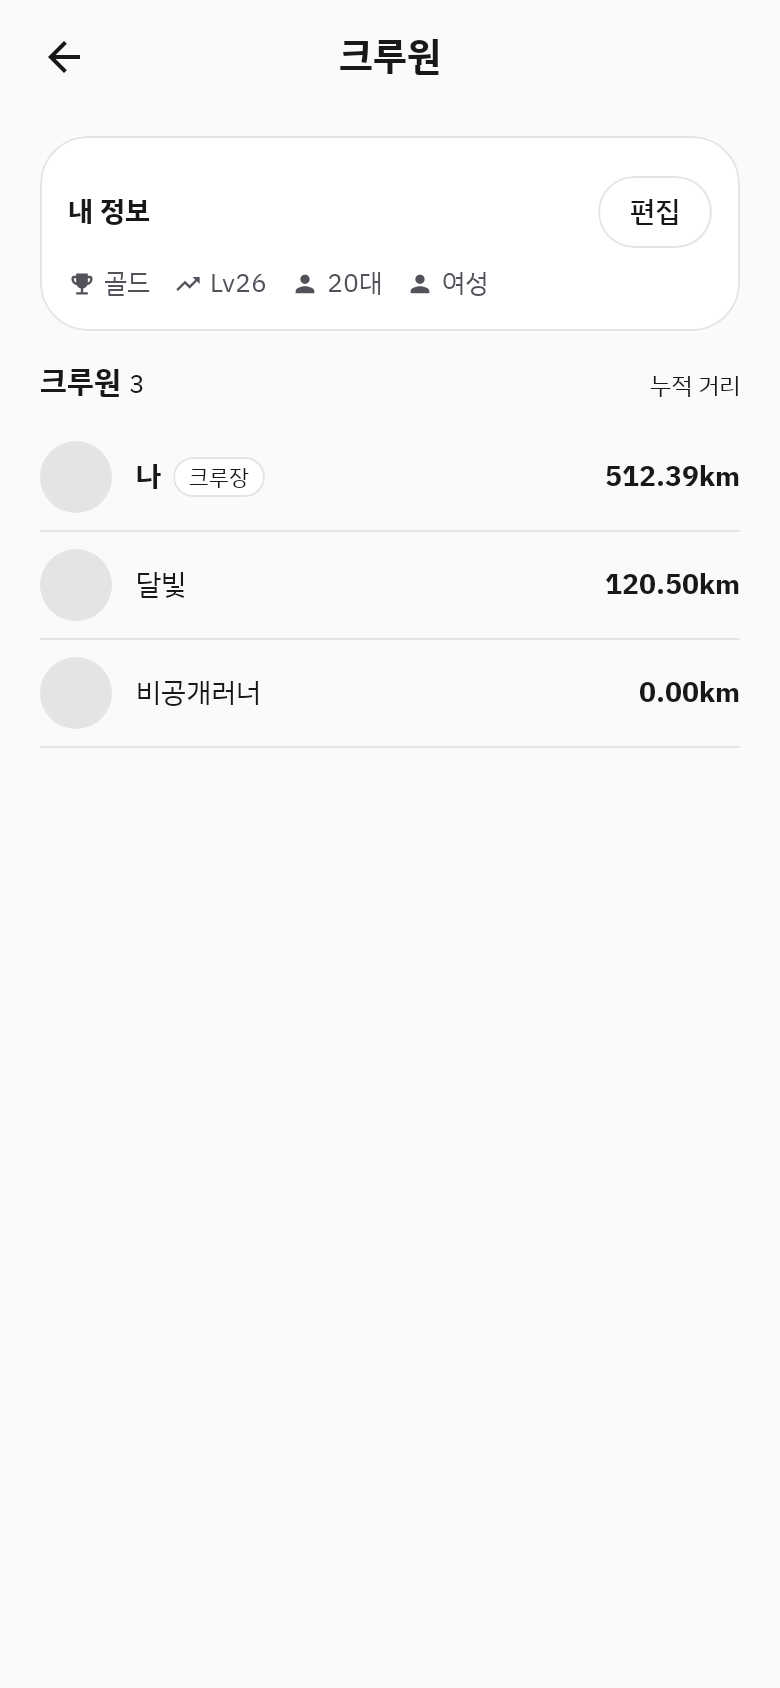 크루원
내 정보
편집
골드 Lv26 20대 여성
크루원 3
누적 거리
나 크루장 512.39km
달빛 120.50km
비공개러너 0.00km